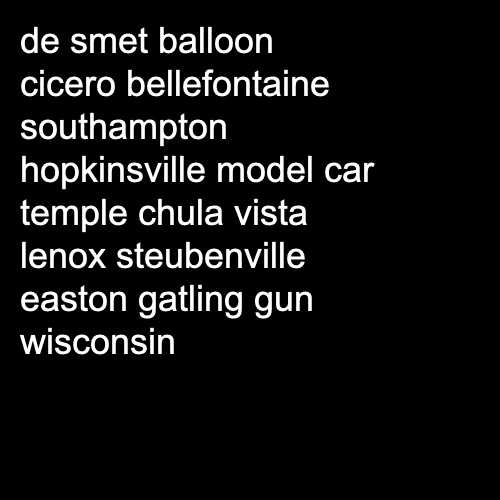 de smet balloon
cicero bellefontaine
southampton
hopkinsville model car
temple chula vista
lenox steubenville
easton gatling gun
wisconsin